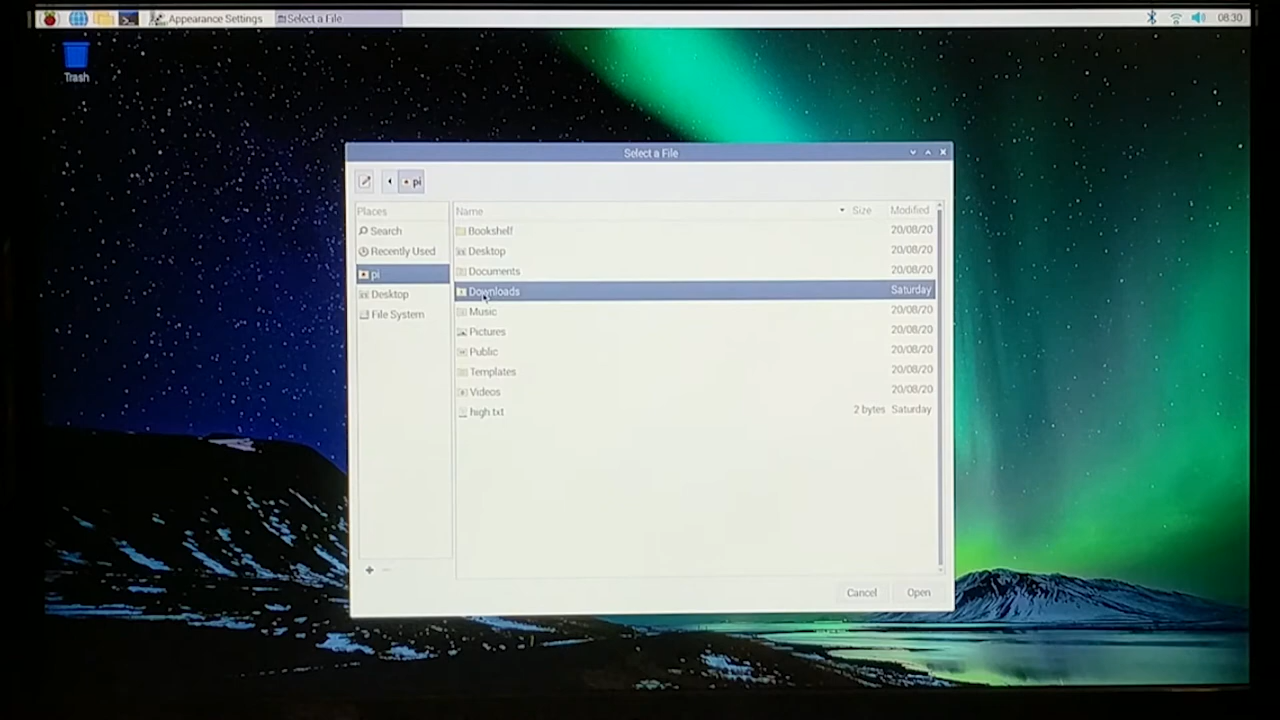 Appearance Settings Select a File 08:30
Trash
Select a File
pi
Places
Search
Recently Used
pi
Desktop
File System
Name Size Modified
Bookshelf 20/08/20
Desktop 20/08/20
Documents 20/08/20
Downloads Saturday
Music 20/08/20
Pictures 20/08/20
Public 20/08/20
Templates 20/08/20
Videos 20/08/20
high.txt 2 bytes Saturday
Cancel Open